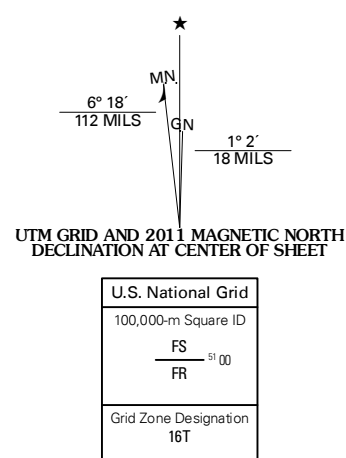 ★
MN.
6° 18´
112 MILS
GN
1° 2´
18 MILS
UTM GRID AND 2011 MAGNETIC NORTH
DECLINATION AT CENTER OF SHEET
U.S. National Grid
100,000-m Square ID
FS
51 00
FR
Grid Zone Designation
16T